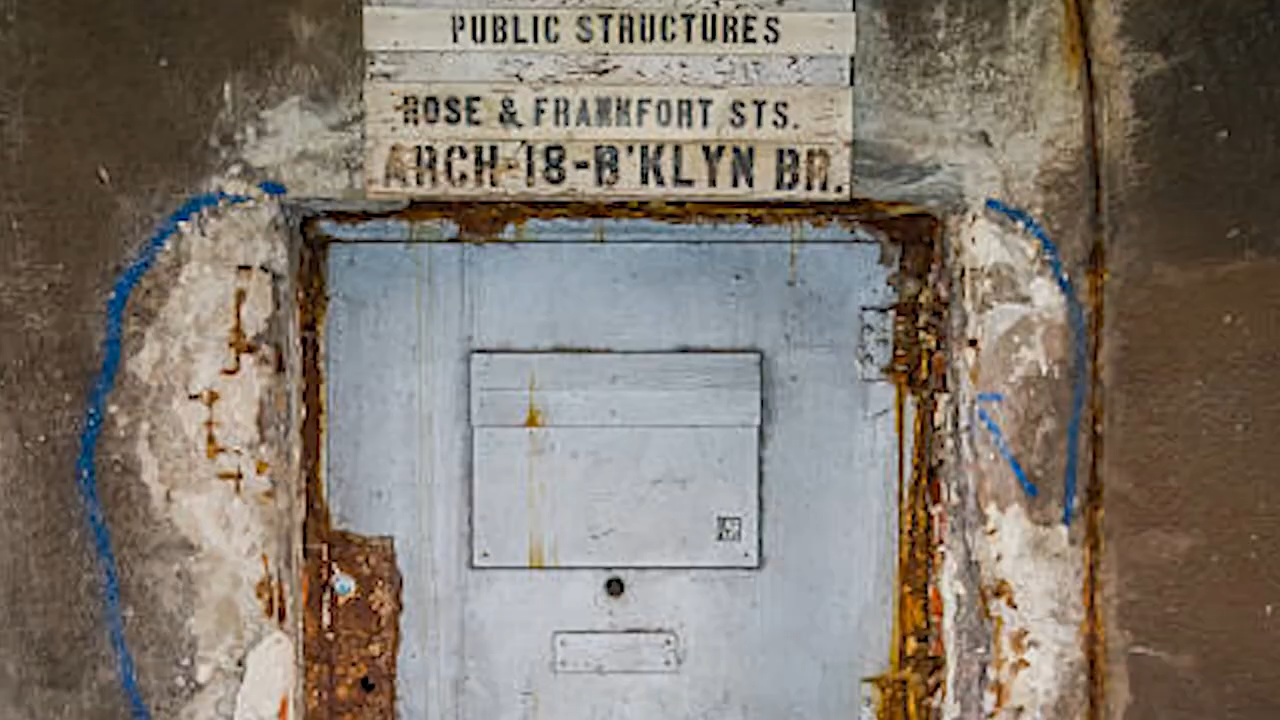 PUBLIC STRUCTURES
ROSE & FRANKFORT STS.
ARCH-18-B'KLYN BR.